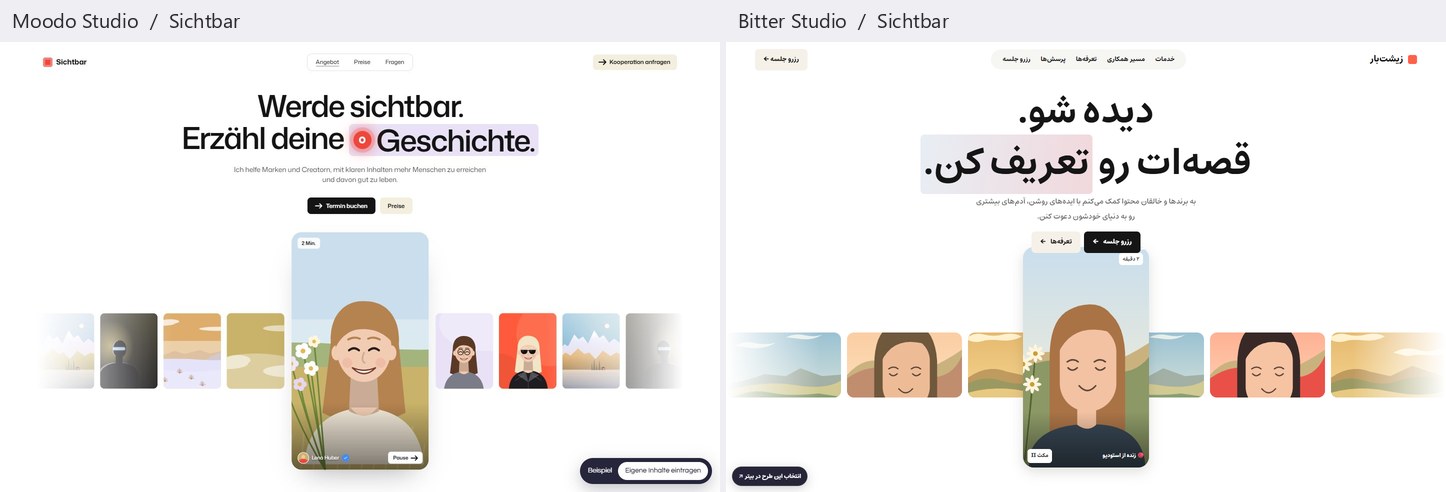 Moodo Studio / Sichtbar
Sichtbar
Angebot Preise Fragen
Kooperation anfragen
Werde sichtbar.
Erzähl deine Geschichte.
Ich helfe Marken und Creatorn, mit klaren Inhalten mehr Menschen zu erreichen
und davon gut zu leben.
Termin buchen
Preise
2 Min.
Lena Huber
Pause
Beispiel
Eigene Inhalte eintragen
Bitter Studio / Sichtbar
زیشت‌بار
خدمات مسیر همکاری تعرفه‌ها پرسش‌ها رزرو جلسه
رزرو جلسه
دیده شو.
قصه‌ات رو تعریف کن.
به برندها و خالقان محتوا کمک می‌کنم با ایده‌های روشن، آدم‌های بیشتری
رو به دنیای خودشون دعوت کنن.
رزرو جلسه
تعرفه‌ها
۲ دقیقه
زنده از استودیو
مکث
انتخاب این طرح در بیتر